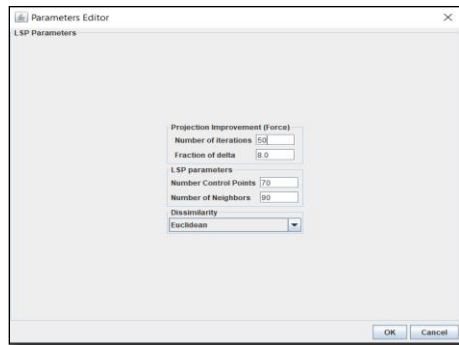 Parameters Editor
LSP Parameters
Projection Improvement (Force)
Number of iterations 50
Fraction of delta 8.0
LSP parameters
Number Control Points 70
Number of Neighbors 90
Dissimilarity
Euclidean
OK Cancel